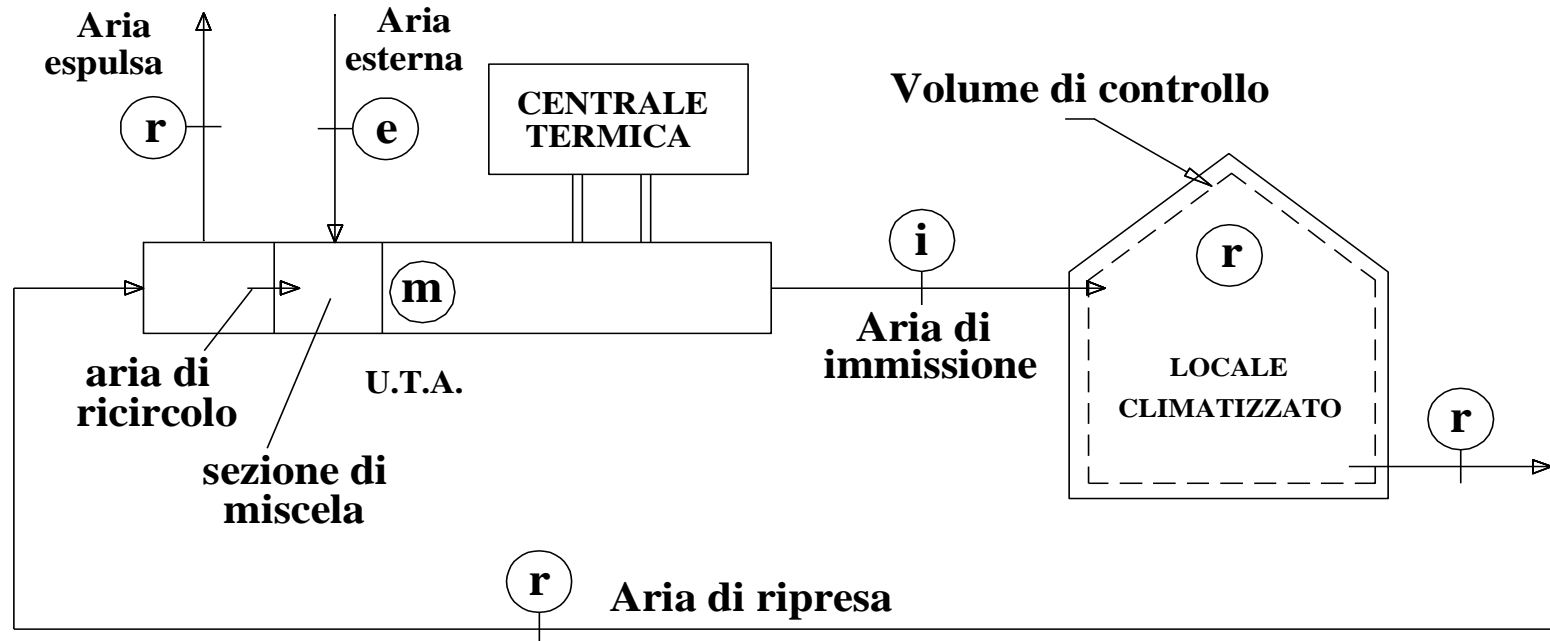 Aria
espulsa
Aria
esterna
r
e
CENTRALE
TERMICA
Volume di controllo
i
r
m
Aria di
immissione
aria di
ricircolo
U.T.A.
LOCALE
CLIMATIZZATO
r
sezione di
miscela
r
Aria di ripresa